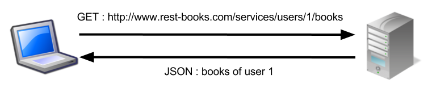 GET : http://www.rest-books.com/services/users/1/books
JSON : books of user 1